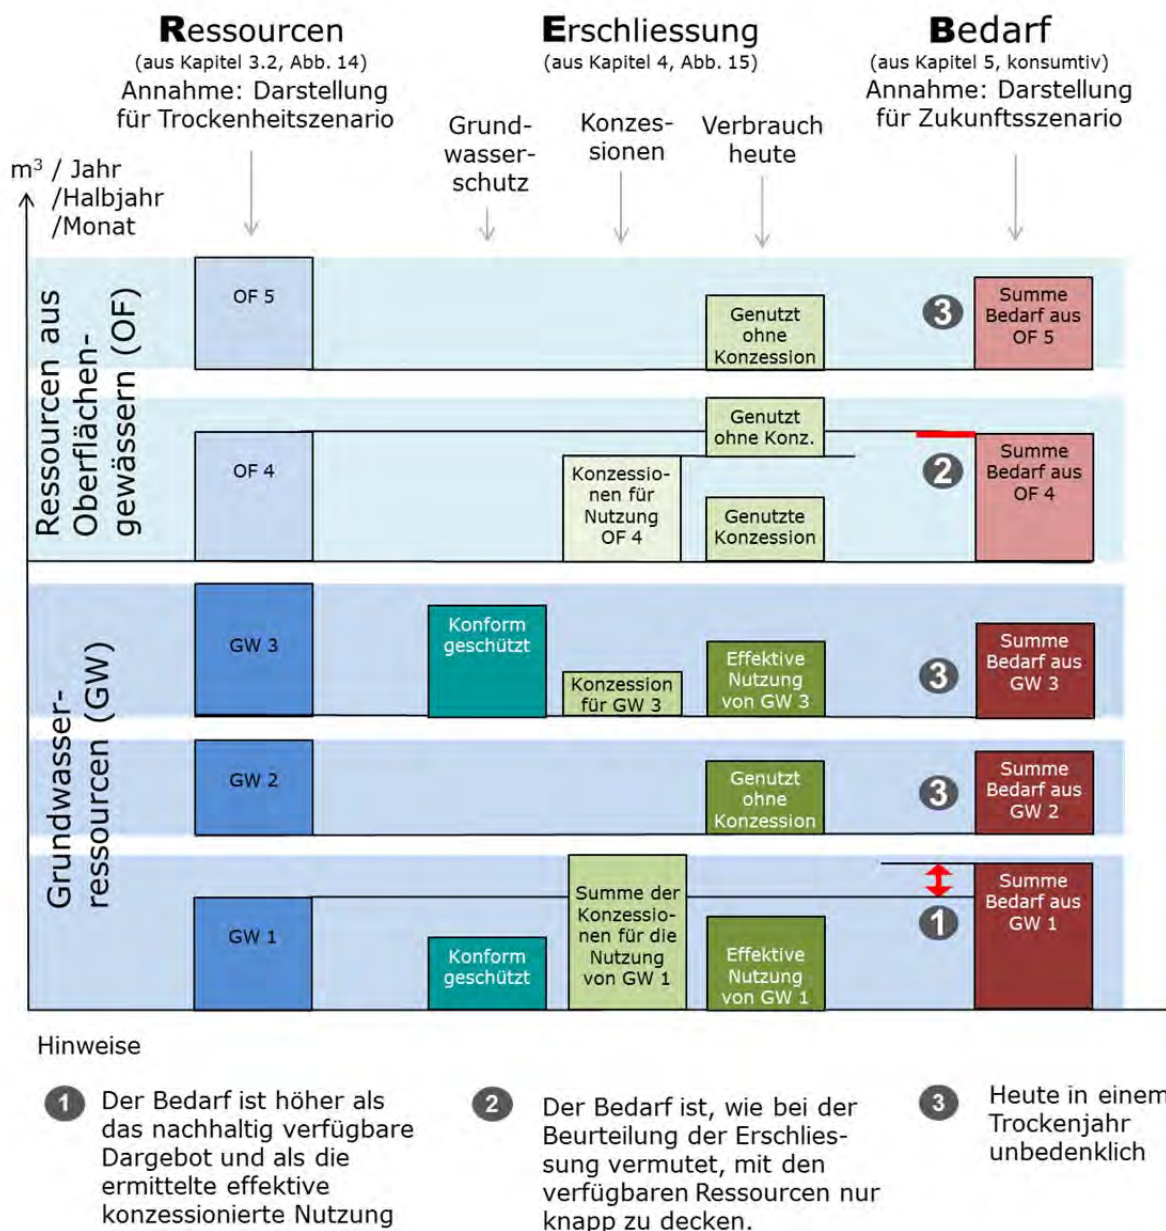 Ressourcen
(aus Kapitel 3.2, Abb. 14)
Annahme: Darstellung
für Trockenheitszenario
Erschliessung
(aus Kapitel 4, Abb. 15)
Bedarf
(aus Kapitel 5, konsumtiv)
Annahme: Darstellung
für Zukunftsszenario
Grund-
wasser-
schutz
Konzes-
sionen
Verbrauch
heute
m³ / Jahr
/Halbjahr
/Monat
Ressourcen aus
Oberflächen-
gewässern (OF)
OF 5
Genutzt
ohne
Konzession
3
Summe
Bedarf aus
OF 5
OF 4
Konzessio-
nen für
Nutzung
OF 4
Genutzt
ohne Konz.
Genutzte
Konzession
2
Summe
Bedarf aus
OF 4
Grundwasser-
ressourcen (GW)
GW 3
Konform
geschützt
Konzession
für GW 3
Effektive
Nutzung
von GW 3
3
Summe
Bedarf aus
GW 3
GW 2
Genutzt
ohne
Konzession
3
Summe
Bedarf aus
GW 2
GW 1
Konform
geschützt
Summe der
Konzessio-
nen für die
Nutzung
von GW 1
Effektive
Nutzung
von GW 1
1
Summe
Bedarf aus
GW 1
Hinweise
1
Der Bedarf ist höher als
das nachhaltig verfügbare
Dargebot und als die
ermittelte effektive
konzessionierte Nutzung
2
Der Bedarf ist, wie bei der
Beurteilung der Erschlies-
sung vermutet, mit den
verfügbaren Ressourcen nur
knapp zu decken.
3
Heute in einem
Trockenjahr
unbedenklich